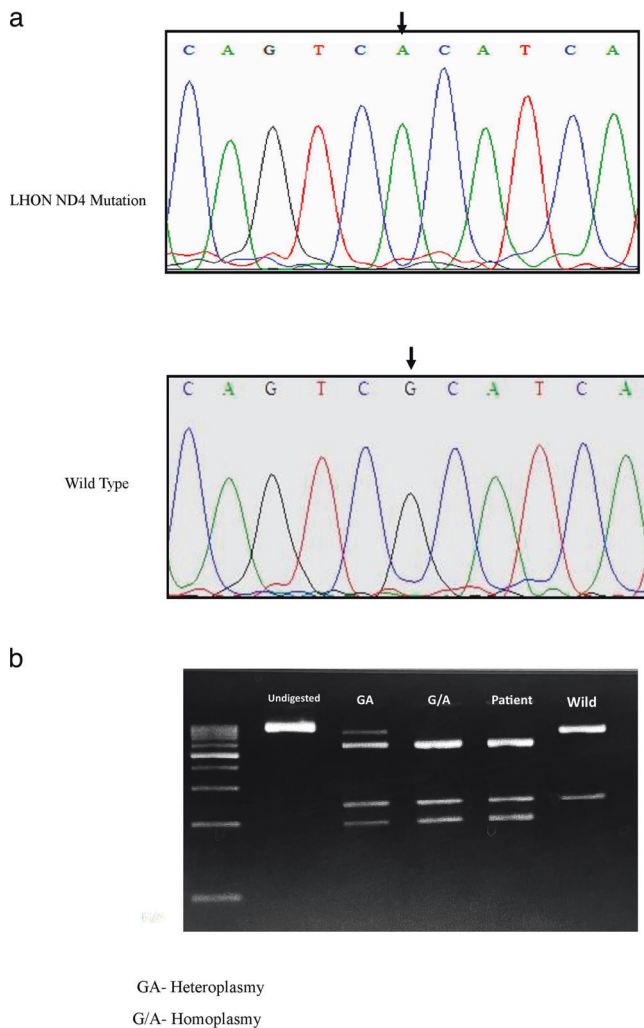 a
C A G T C A C A T C A
LHON ND4 Mutation
C A G T C G C A T C A
Wild Type
b
Undigested GA G/A Patient Wild
GA- Heteroplasmy
G/A- Homoplasmy